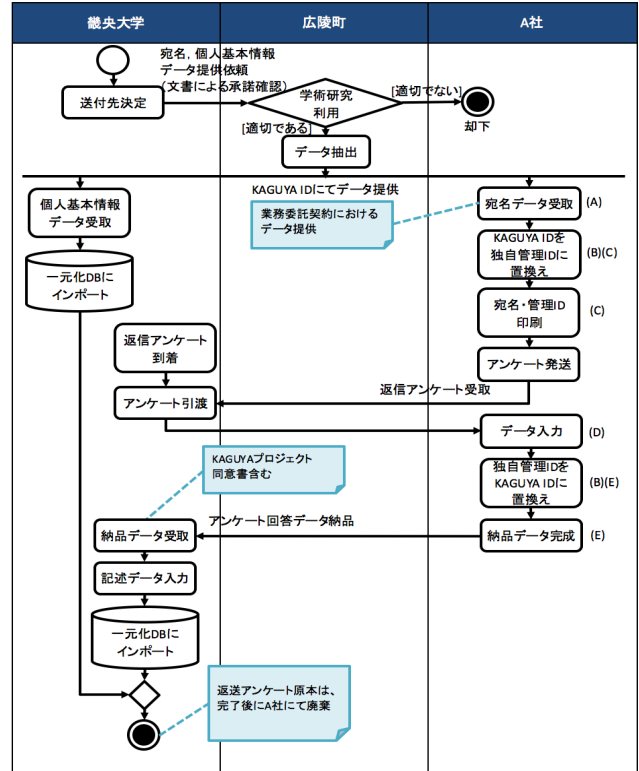 畿央大学
広陵町
A社
宛名，個人基本情報
データ提供依頼
（文書による承諾確認）
送付先決定
学術研究
利用
[適切でない]
却下
[適切である]
データ抽出
KAGUYA IDにてデータ提供
個人基本情報
データ受取
業務委託契約における
データ提供
宛名データ受取
(A)
一元化DBに
インポート
KAGUYA IDを
独自管理IDに
置換え
(B)(C)
宛名・管理ID
印刷
(C)
返信アンケート
到着
アンケート発送
返信アンケート受取
アンケート引渡
データ入力
(D)
KAGUYAプロジェクト
同意書含む
独自管理IDを
KAGUYA IDに
置換え
(B)(E)
アンケート回答データ納品
納品データ受取
納品データ完成
(E)
記述データ入力
一元化DBに
インポート
返送アンケート原本は、
完了後にA社にて廃棄